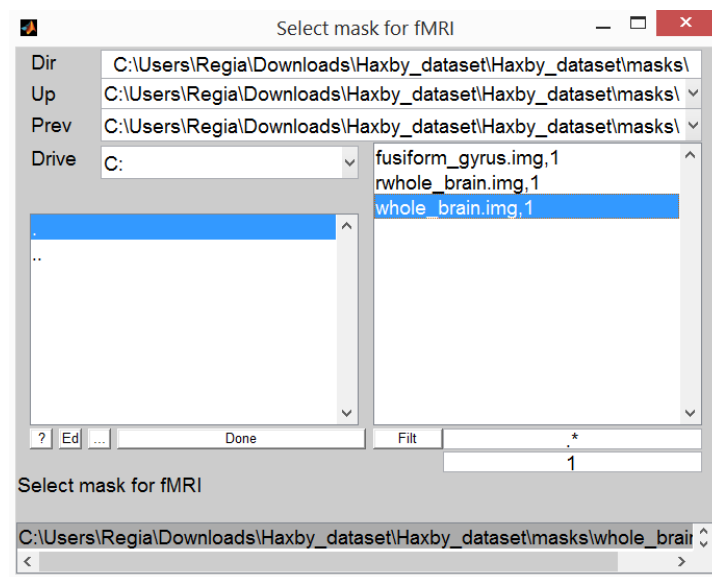 Select mask for fMRI
Dir C:\Users\Regia\Downloads\Haxby_dataset\Haxby_dataset\masks\
Up C:\Users\Regia\Downloads\Haxby_dataset\Haxby_dataset\masks\
Prev C:\Users\Regia\Downloads\Haxby_dataset\Haxby_dataset\masks\
Drive C:
fusiform_gyrus.img,1
rwhole_brain.img,1
whole_brain.img,1
.
..
? Ed ... Done Filt .*
1
Select mask for fMRI
C:\Users\Regia\Downloads\Haxby_dataset\Haxby_dataset\masks\whole_brain